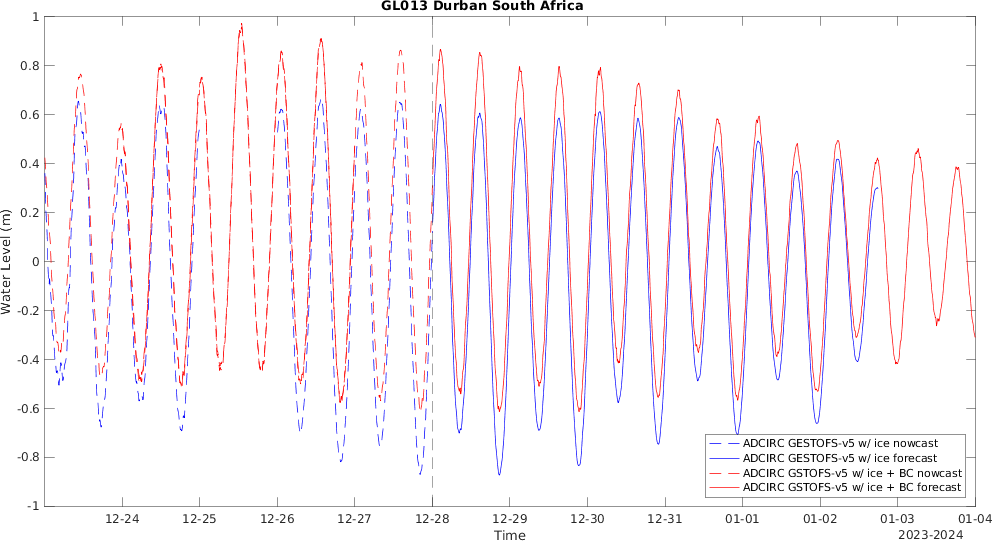 GL013 Durban South Africa
Water Level (m)
1
0.8
0.6
0.4
0.2
0
-0.2
-0.4
-0.6
-0.8
-1
ADCIRC GESTOFS-v5 w/ ice nowcast
ADCIRC GESTOFS-v5 w/ ice forecast
ADCIRC GSTOFS-v5 w/ ice + BC nowcast
ADCIRC GSTOFS-v5 w/ ice + BC forecast
12-24 12-25 12-26 12-27 12-28 12-29 12-30 12-31 01-01 01-02 01-03 01-04
Time
2023-2024